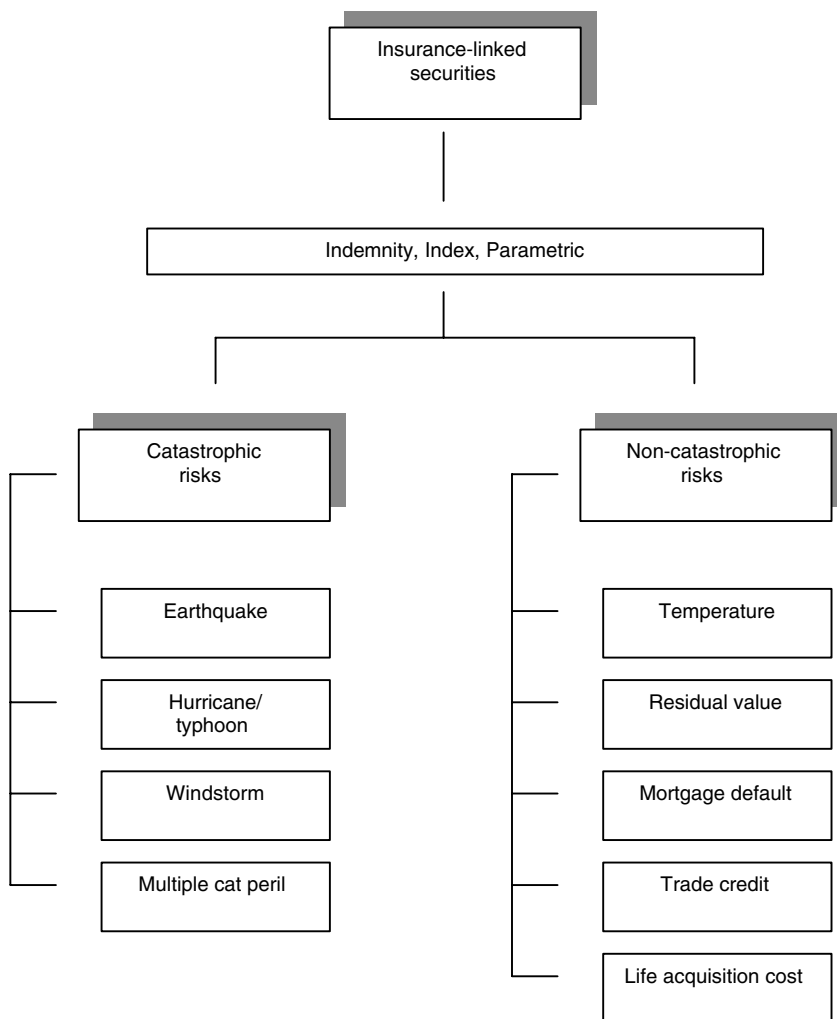 Insurance-linked
securities
Indemnity, Index, Parametric
Catastrophic
risks
Earthquake
Hurricane/
typhoon
Windstorm
Multiple cat peril
Non-catastrophic
risks
Temperature
Residual value
Mortgage default
Trade credit
Life acquisition cost